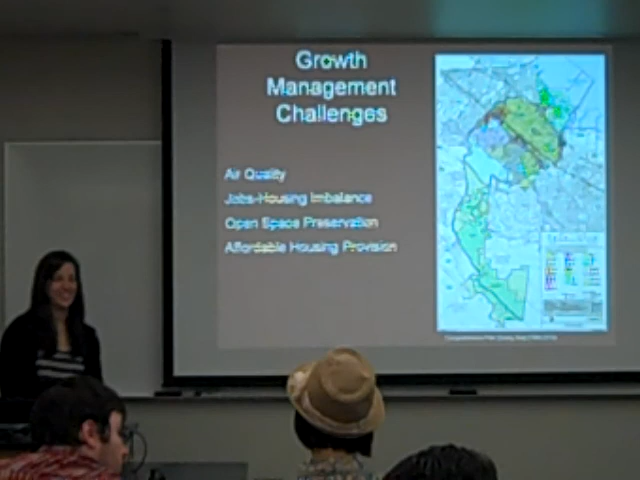 Growth
Management
Challenges
Air Quality
Jobs-Housing Imbalance
Open Space Preservation
Affordable Housing Provision